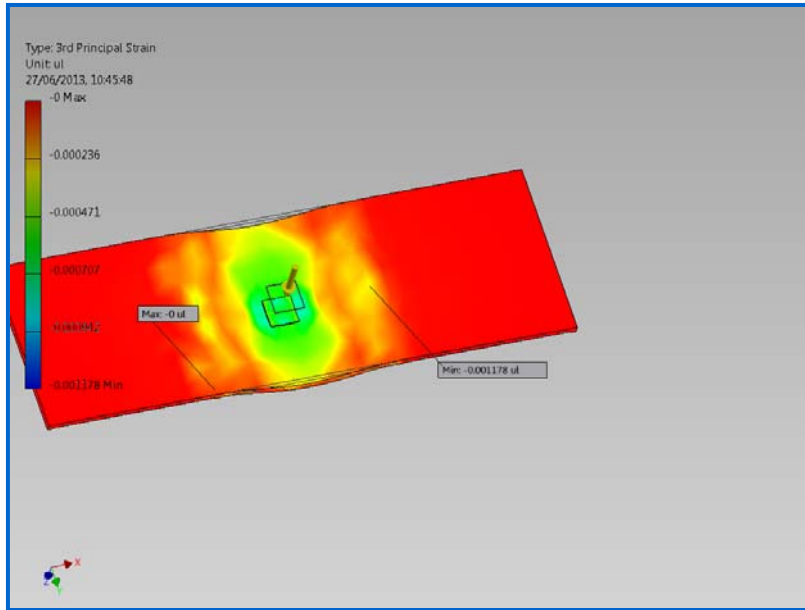 Type: 3rd Principal Strain
Unit: ul
27/06/2013, 10:45:48
-0 Max
-0.000236
-0.000471
-0.000707
-0.001178 Min
Max: -0 ul
Min: -0.001178 ul
X
Z
Y